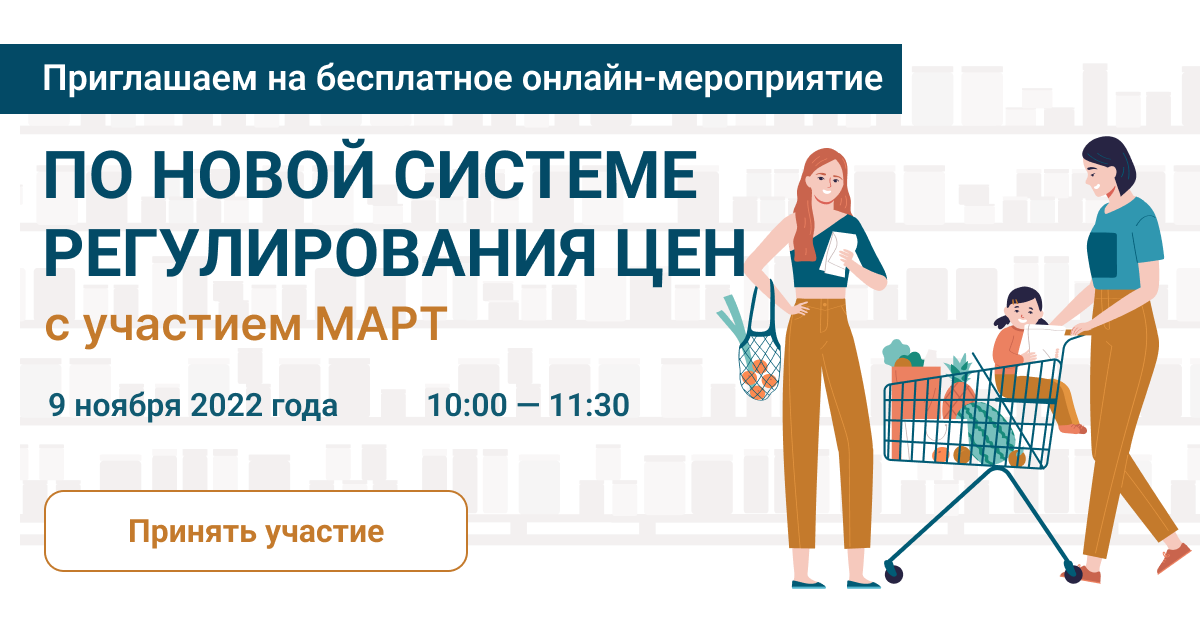 Приглашаем на бесплатное онлайн-мероприятие
ПО НОВОЙ СИСТЕМЕ
РЕГУЛИРОВАНИЯ ЦЕН
с участием МАРТ
9 ноября 2022 года 10:00 — 11:30
Принять участие